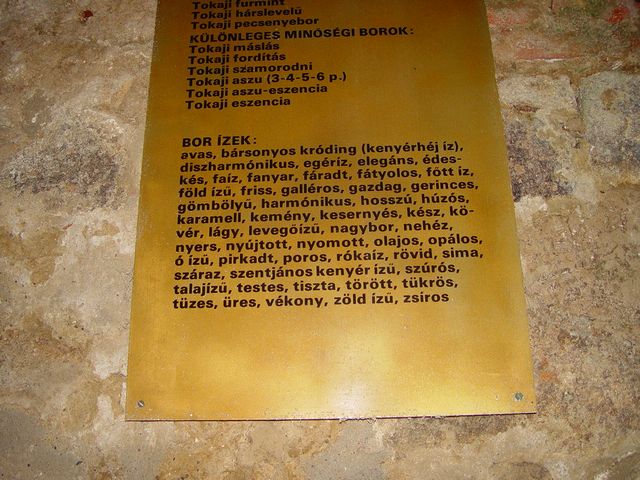 Tokaji furmint
Tokaji hárslevelű
Tokaji pecsenyebor
KÜLÖNLEGES MINŐSÉGI BOROK:
Tokaji máslás
Tokaji fordítás
Tokaji szamorodni
Tokaji aszu (3-4-5-6 p.)
Tokaji aszu-eszencia
Tokaji eszencia
BOR ÍZEK:
avas, bársonyos króding (kenyérhéj íz),
diszharmónikus, egéríz, elegáns, édes-
kés, faíz, fanyar, fáradt, fátyolos, főtt íz,
föld ízű, friss, galléros, gazdag, gerinces,
gömbölyű, harmónikus, hosszú, húzós,
karamell, kemény, kesernyés, kész, kö-
vér, lágy, levegőízű, nagybor, nehéz,
nyers, nyújtott, nyomott, olajos, opálos,
ó ízű, pirkadt, poros, rókaíz, rövid, sima,
száraz, szentjános kenyér ízű, szúrós,
talajízű, testes, tiszta, törött, tükrös,
tüzes, üres, vékony, zöld ízű, zsíros